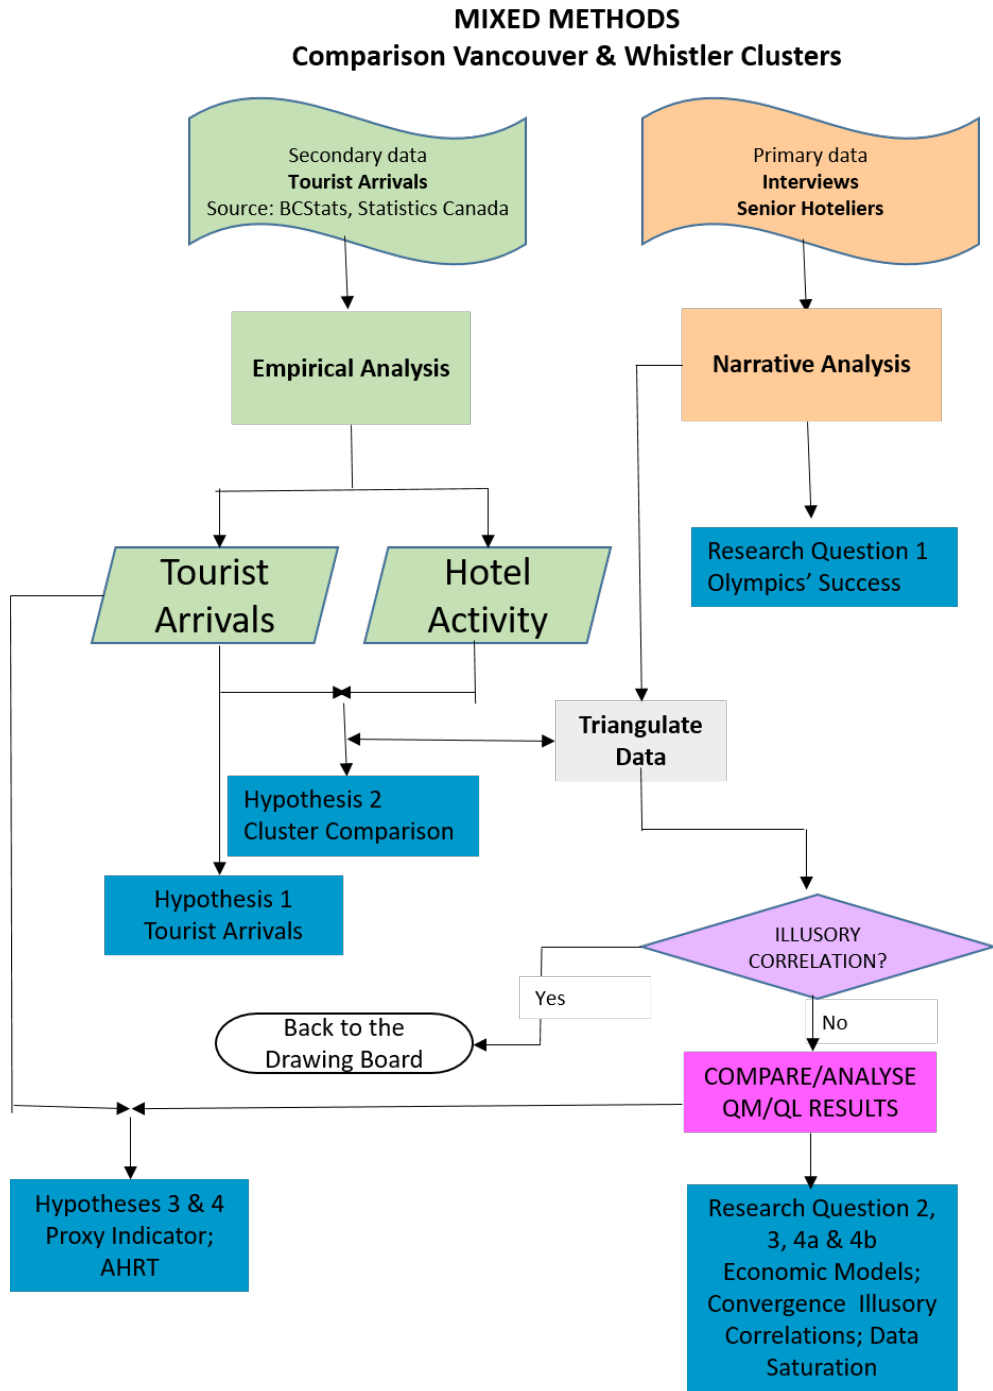 MIXED METHODS
Comparison Vancouver & Whistler Clusters
Secondary data
Tourist Arrivals
Source: BCStats, Statistics Canada
Primary data
Interviews
Senior Hoteliers
Empirical Analysis
Narrative Analysis
Research Question 1
Olympics’ Success
Tourist
Arrivals
Hotel
Activity
Triangulate
Data
Hypothesis 2
Cluster Comparison
Hypothesis 1
Tourist Arrivals
ILLUSORY
CORRELATION?
Yes
No
Back to the
Drawing Board
COMPARE/ANALYSE
QM/QL RESULTS
Hypotheses 3 & 4
Proxy Indicator;
AHRT
Research Question 2,
3, 4a & 4b
Economic Models;
Convergence Illusory
Correlations; Data
Saturation